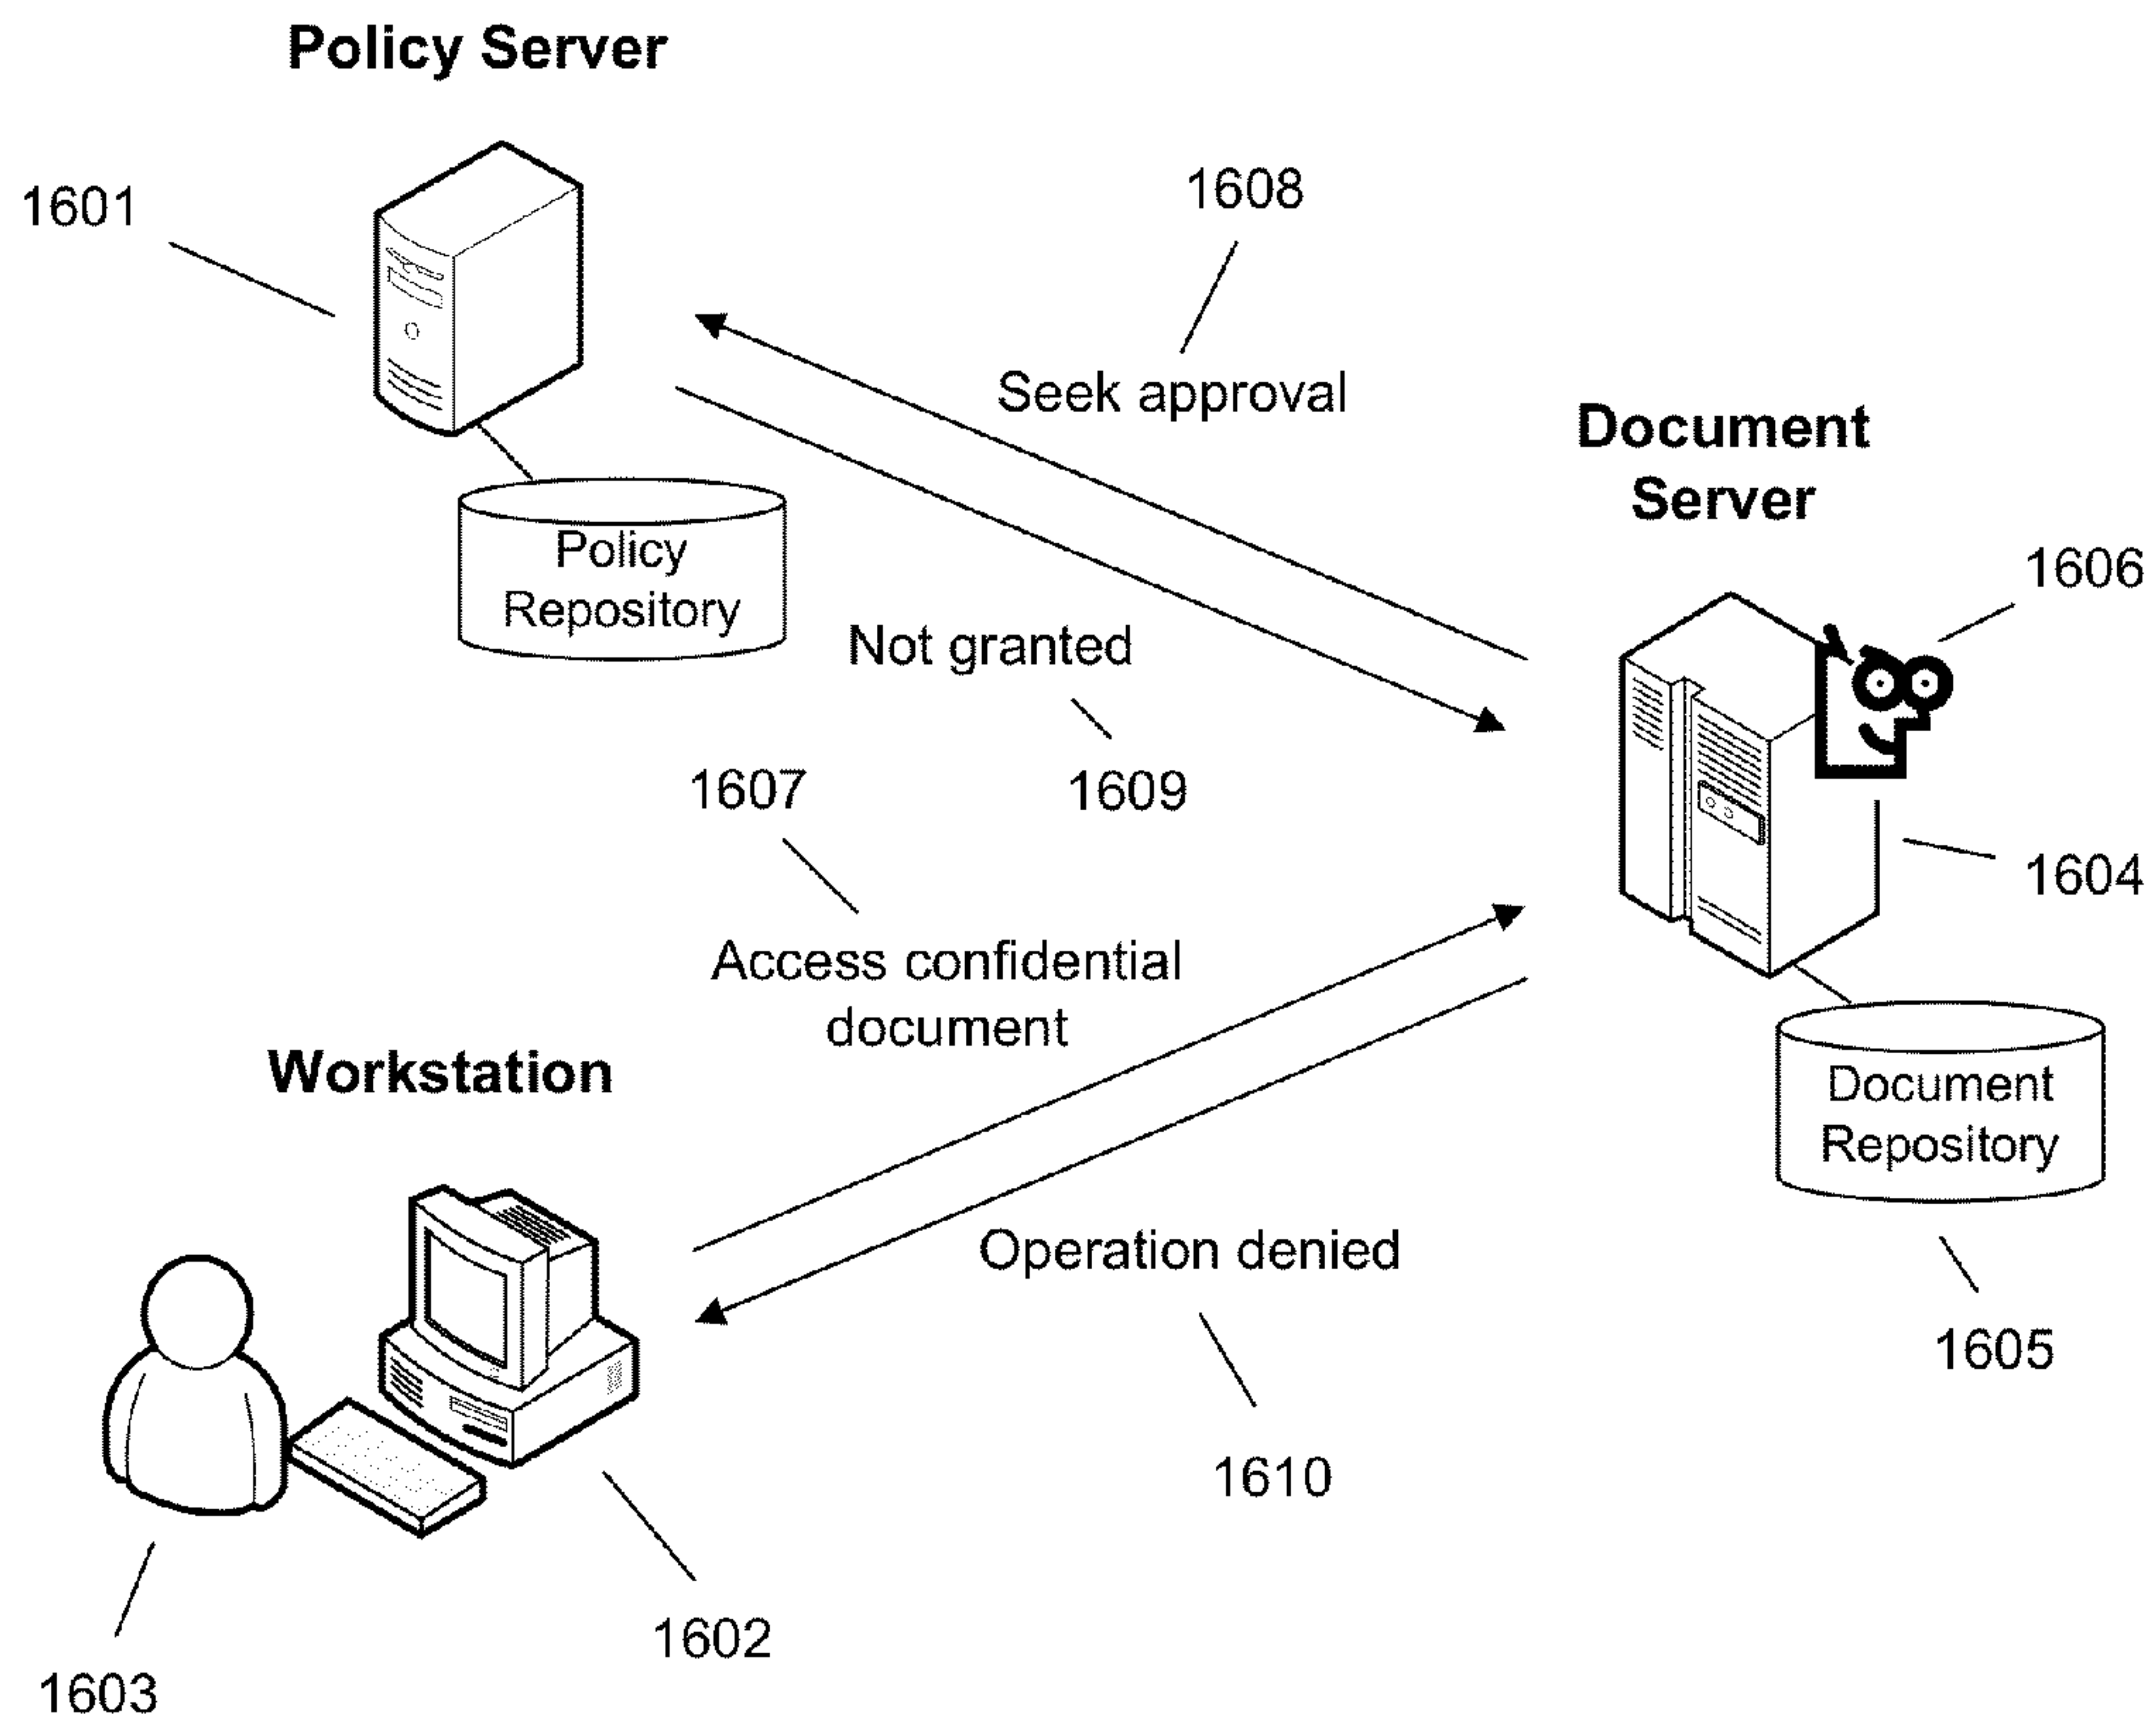 Policy Server
1601
1608
Seek approval
Document
Server
Policy
Repository
1606
Not granted
1607
1609
1604
Access confidential
document
Workstation
Document
Repository
Operation denied
1605
1610
1602
1603